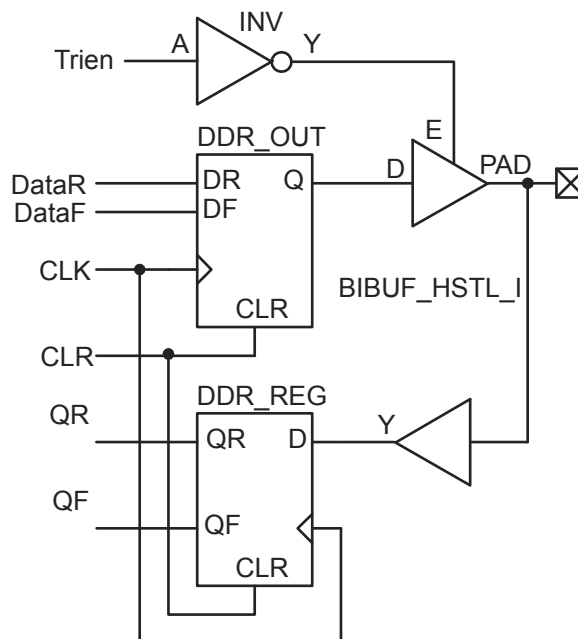 INV
Trien
A
Y
DDR_OUT
E
D
PAD
DataR
DR
Q
DataF
DF
CLK
BIBUF_HSTL_I
CLR
CLR
DDR_REG
QR
QR
D
Y
QF
QF
CLR